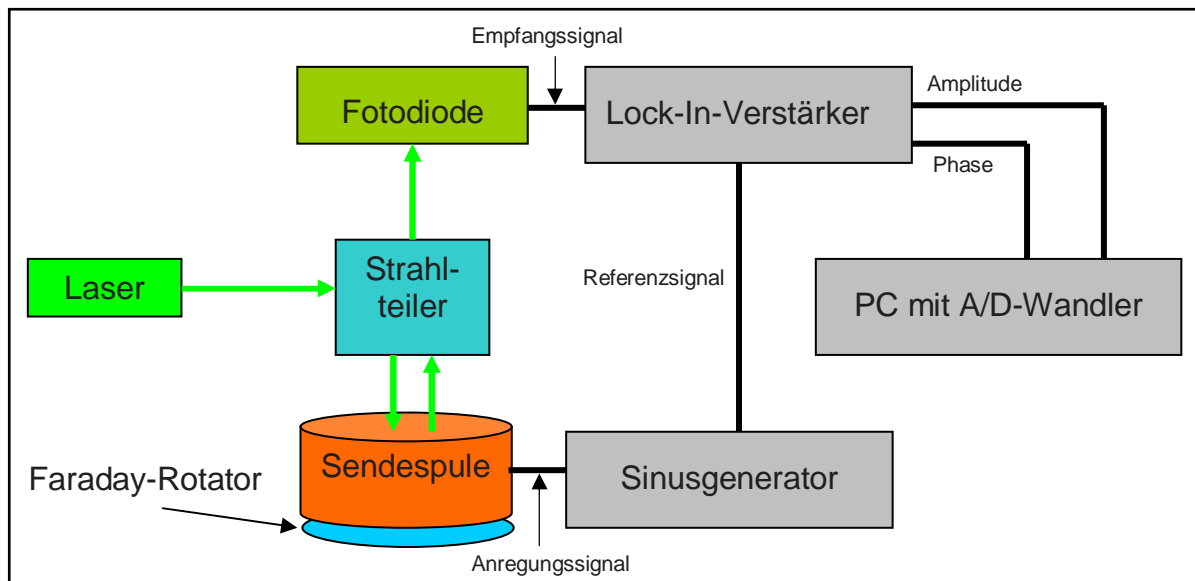 Empfangssignal
Fotodiode
Lock-In-Verstärker
Amplitude
Phase
Laser
Strahl-
teiler
Referenzsignal
PC mit A/D-Wandler
Faraday-Rotator
Sendespule
Sinusgenerator
Anregungssignal